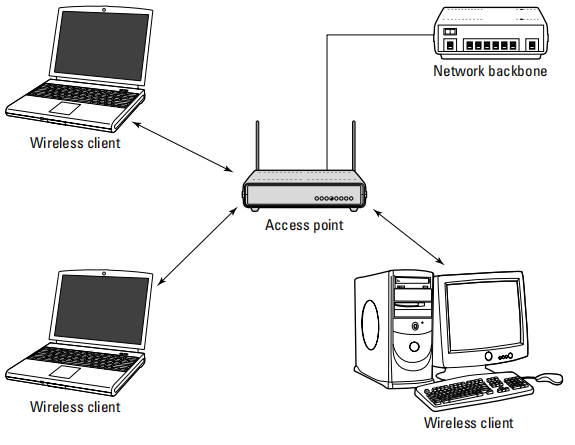 Network backbone
Wireless client
Access point
Wireless client
Wireless client